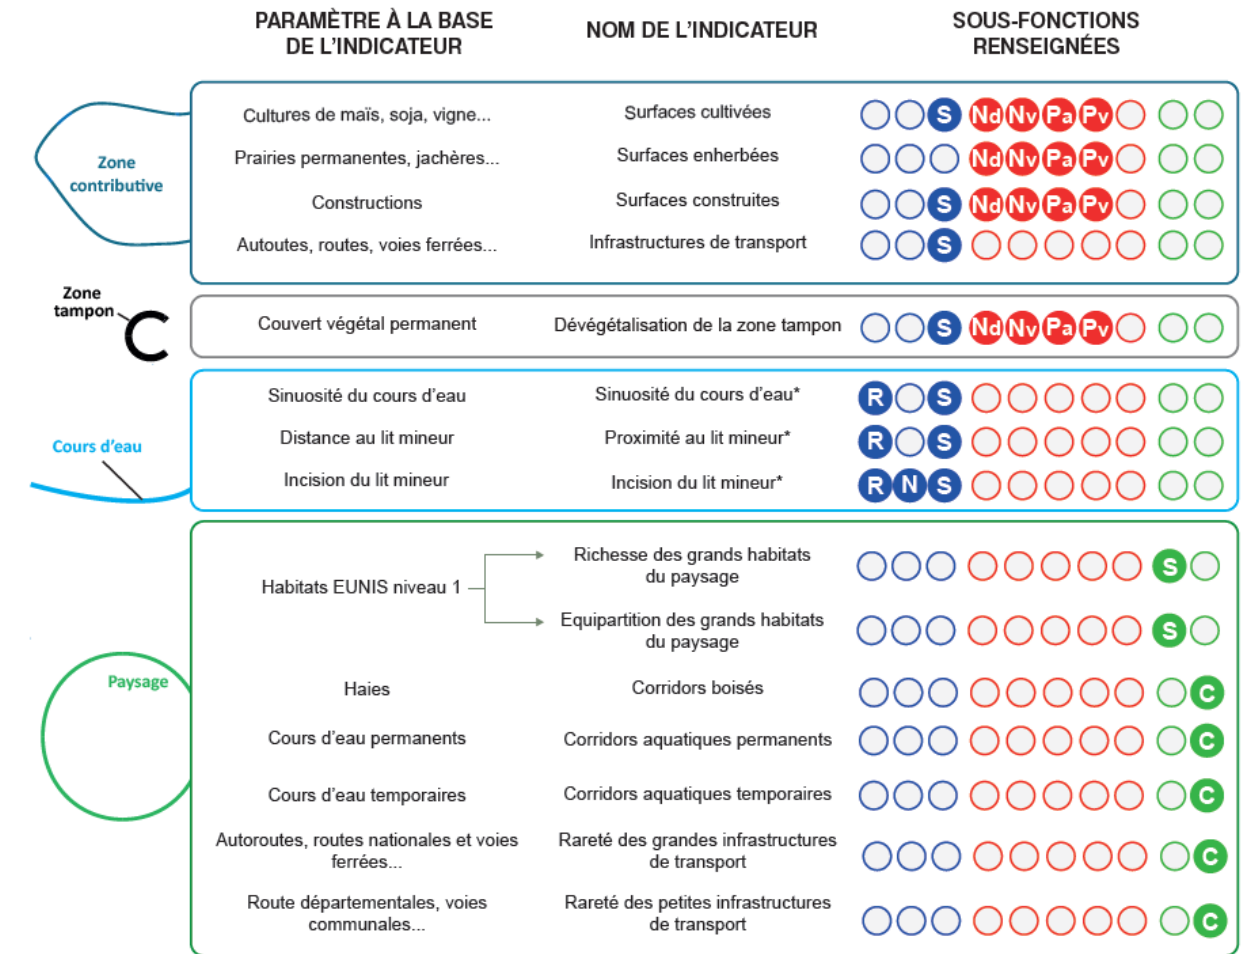 PARAMÈTRE À LA BASE
DE L'INDICATEUR
NOM DE L'INDICATEUR
SOUS-FONCTIONS
RENSEIGNÉES
Zone
contributive
Cultures de maïs, soja, vigne...
Surfaces cultivées
S Nd Nv Pa Pv
Prairies permanentes, jachères...
Surfaces enherbées
Nd Nv Pa Pv
Constructions
Surfaces construites
S Nd Nv Pa Pv
Autoutes, routes, voies ferrées...
Infrastructures de transport
S
Zone
tampon
Couvert végétal permanent
Dévégétalisation de la zone tampon
S Nd Nv Pa Pv
Cours d'eau
Sinuosité du cours d'eau
Sinuosité du cours d'eau*
R S
Distance au lit mineur
Proximité au lit mineur*
R S
Incision du lit mineur
Incision du lit mineur*
R N S
Paysage
Habitats EUNIS niveau 1
Richesse des grands habitats
du paysage
S
Equipartition des grands habitats
du paysage
S
Haies
Corridors boisés
C
Cours d'eau permanents
Corridors aquatiques permanents
C
Cours d'eau temporaires
Corridors aquatiques temporaires
C
Autoroutes, routes nationales et voies
ferrées...
Rareté des grandes infrastructures
de transport
C
Route départementales, voies
communales...
Rareté des petites infrastructures
de transport
C